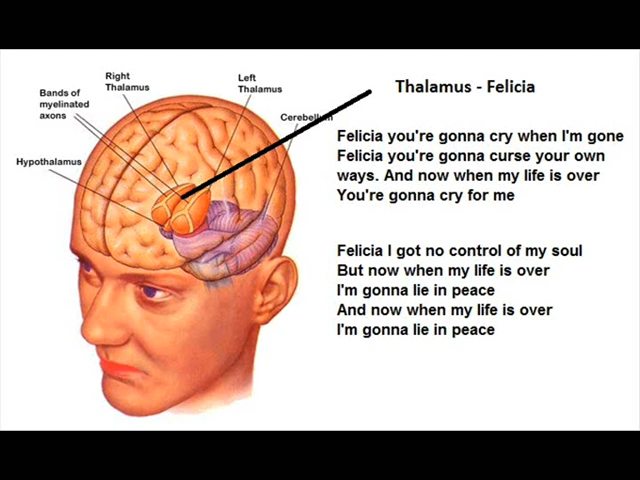 Right
Thalamus
Left
Thalamus
Bands of
myelinated
axons
Cerebellum
Hypothalamus
Thalamus - Felicia
Felicia you're gonna cry when I'm gone
Felicia you're gonna curse your own
ways. And now when my life is over
You're gonna cry for me
Felicia I got no control of my soul
But now when my life is over
I'm gonna lie in peace
And now when my life is over
I'm gonna lie in peace